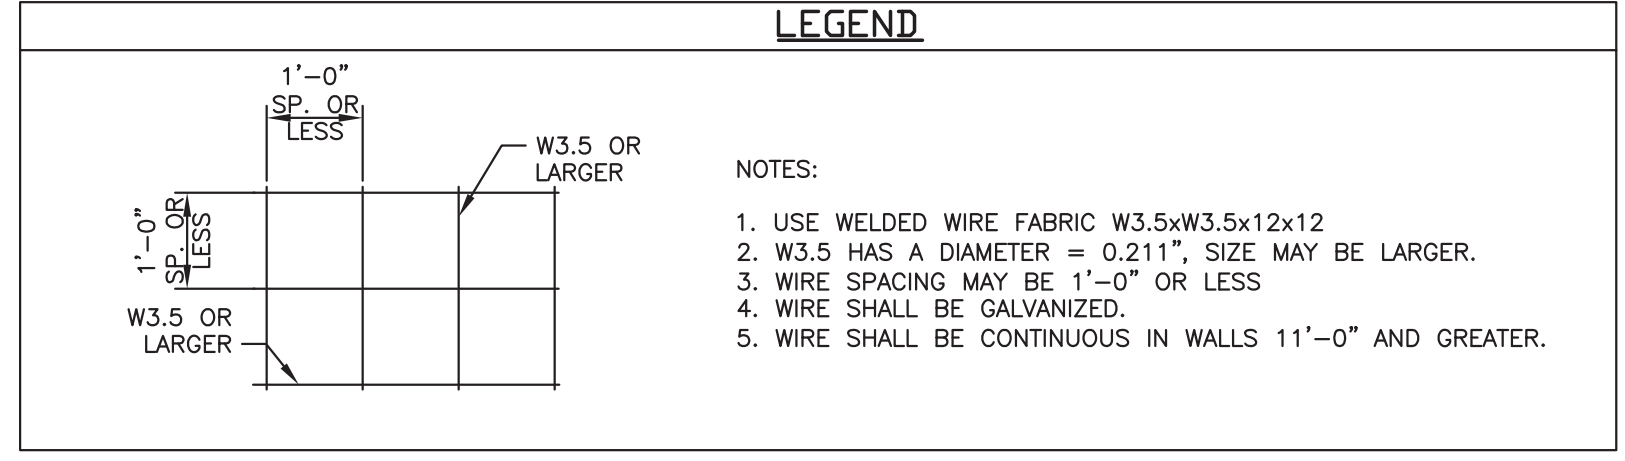 LEGEND
1'-0"
SP. OR
LESS
W3.5 OR
LARGER
1'-0"
SP. OR
LESS
W3.5 OR
LARGER
NOTES:
1. USE WELDED WIRE FABRIC W3.5xW3.5x12x12
2. W3.5 HAS A DIAMETER = 0.211", SIZE MAY BE LARGER.
3. WIRE SPACING MAY BE 1'-0" OR LESS
4. WIRE SHALL BE GALVANIZED.
5. WIRE SHALL BE CONTINUOUS IN WALLS 11'-0" AND GREATER.